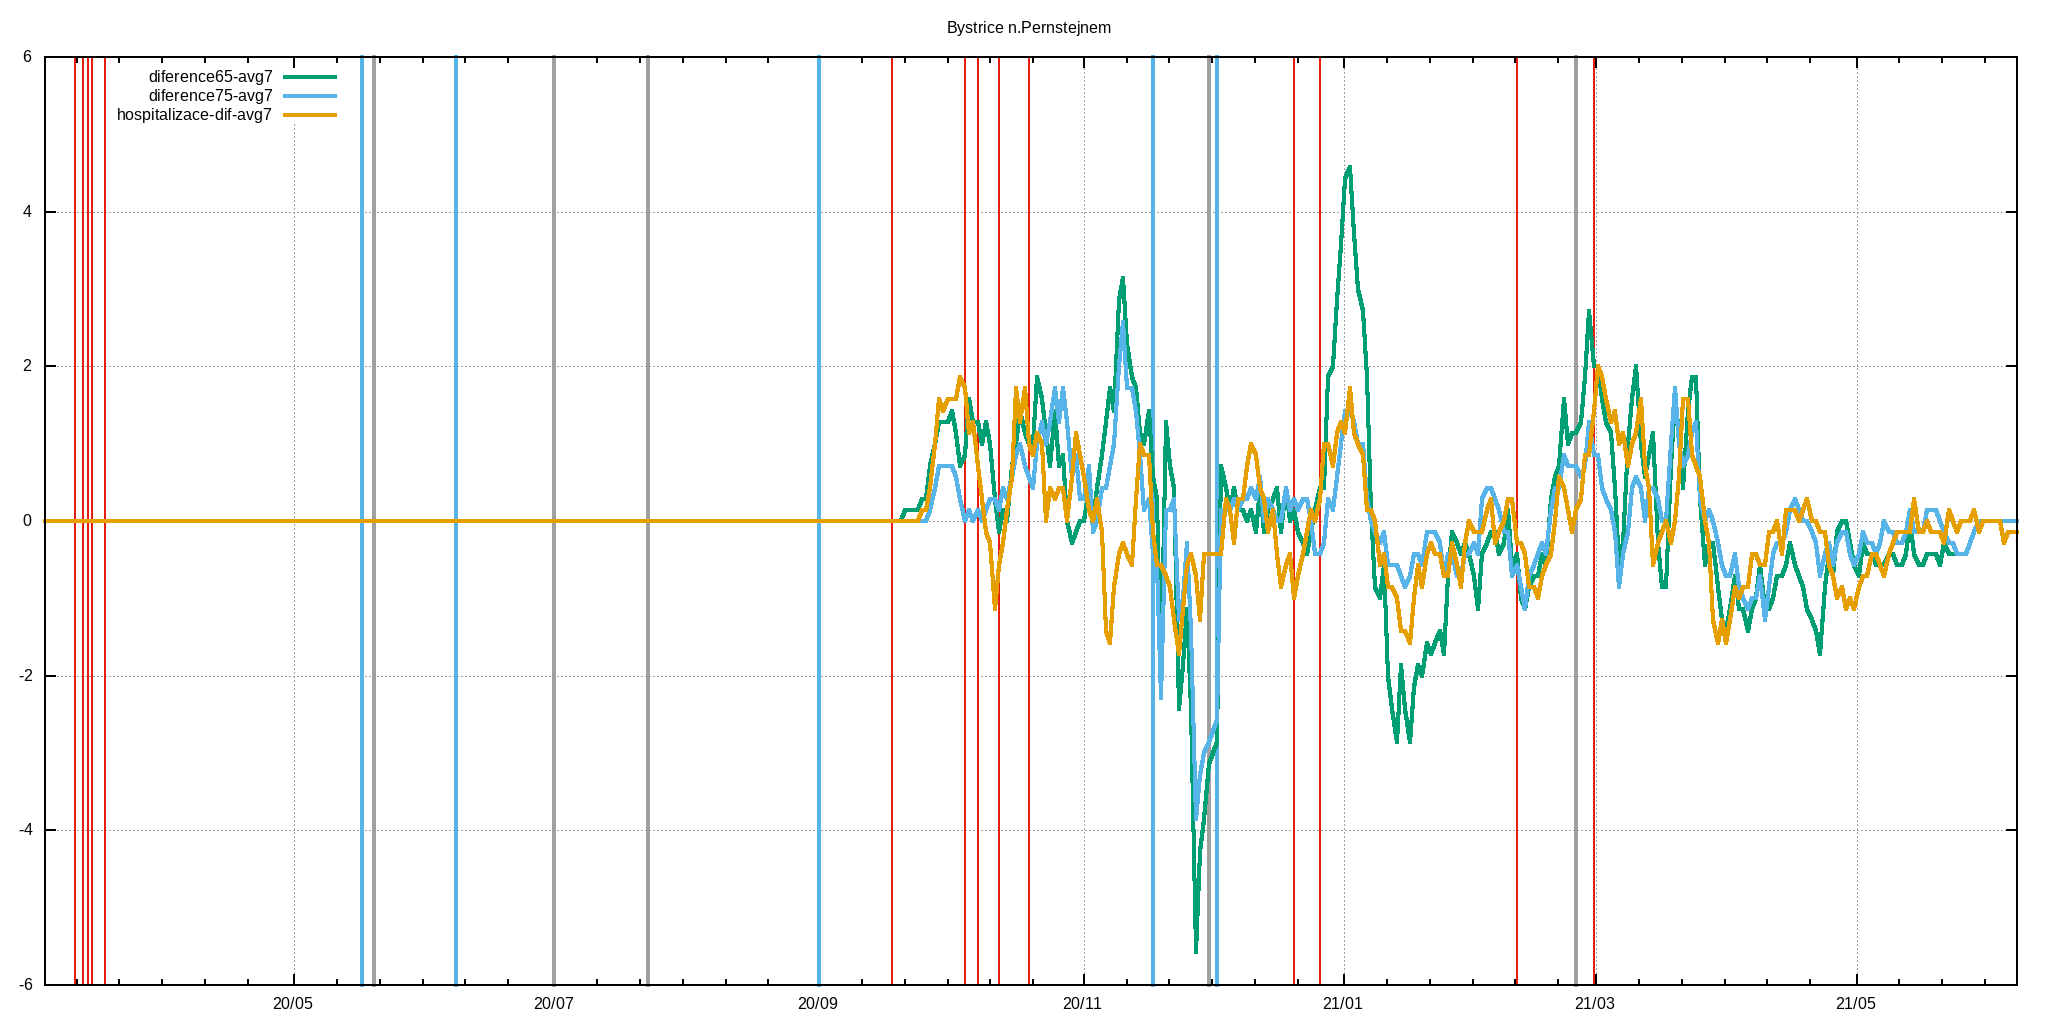 Bystrice n.Pernstejnem
6
diference65-avg7
diference75-avg7
hospitalizace-dif-avg7
4
2
0
-2
-4
-6
20/05 20/07 20/09 20/11 21/01 21/03 21/05